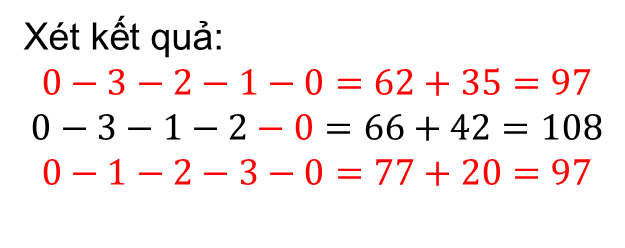 Xét kết quả:
0 − 3 − 2 − 1 − 0 = 62 + 35 = 97
0 − 3 − 1 − 2 − 0 = 66 + 42 = 108
0 − 1 − 2 − 3 − 0 = 77 + 20 = 97